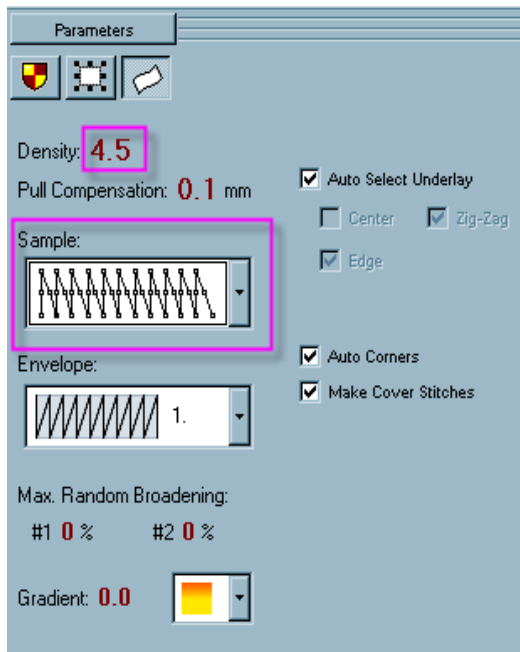 Parameters
Density: 4.5
Pull Compensation: 0.1 mm
Auto Select Underlay
Center Zig-Zag
Edge
Sample:
Envelope:
1.
Auto Corners
Make Cover Stitches
Max. Random Broadening:
#1 0 % #2 0 %
Gradient: 0.0